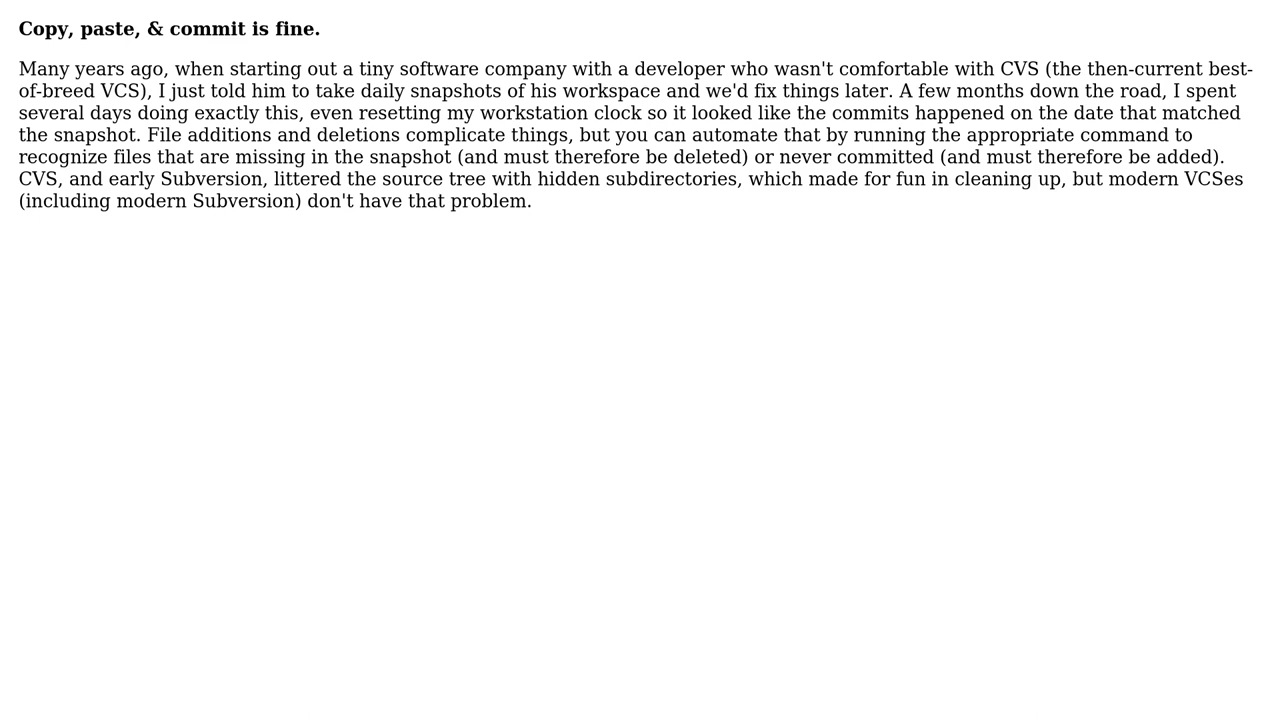 Copy, paste, & commit is fine.
Many years ago, when starting out a tiny software company with a developer who wasn't comfortable with CVS (the then-current best-
of-breed VCS), I just told him to take daily snapshots of his workspace and we'd fix things later. A few months down the road, I spent
several days doing exactly this, even resetting my workstation clock so it looked like the commits happened on the date that matched
the snapshot. File additions and deletions complicate things, but you can automate that by running the appropriate command to
recognize files that are missing in the snapshot (and must therefore be deleted) or never committed (and must therefore be added).
CVS, and early Subversion, littered the source tree with hidden subdirectories, which made for fun in cleaning up, but modern VCSes
(including modern Subversion) don't have that problem.